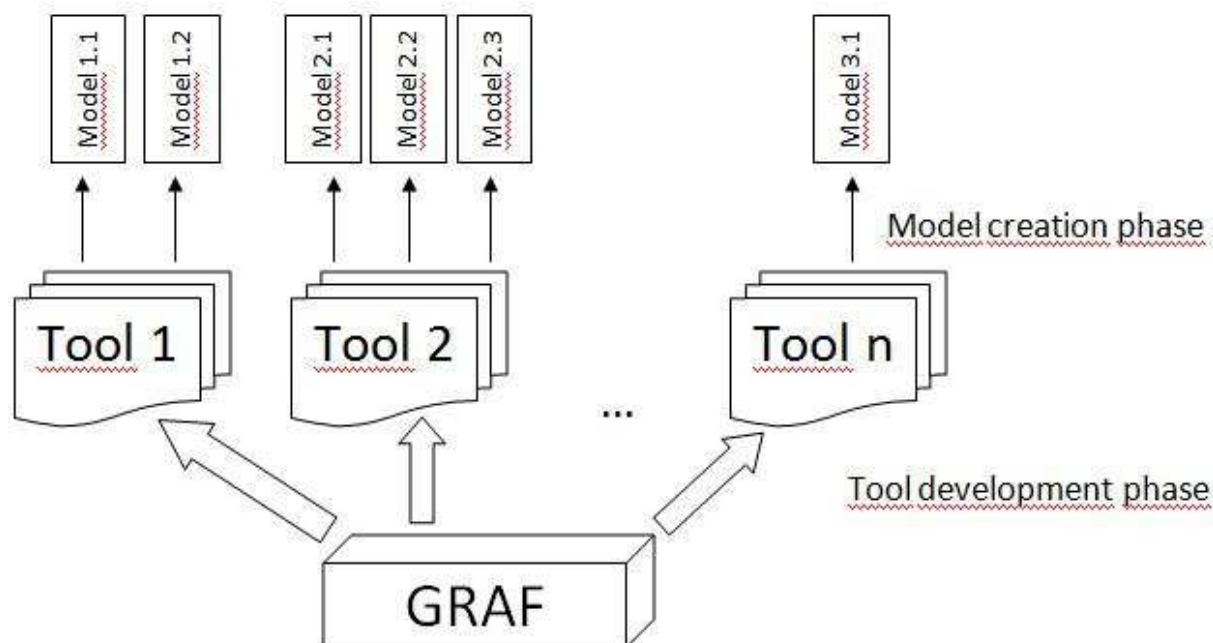 Model 1.1
Model 1.2
Model 2.1
Model 2.2
Model 2.3
Model 3.1
Model creation phase
Tool 1
Tool 2
...
Tool n
Tool development phase
GRAF